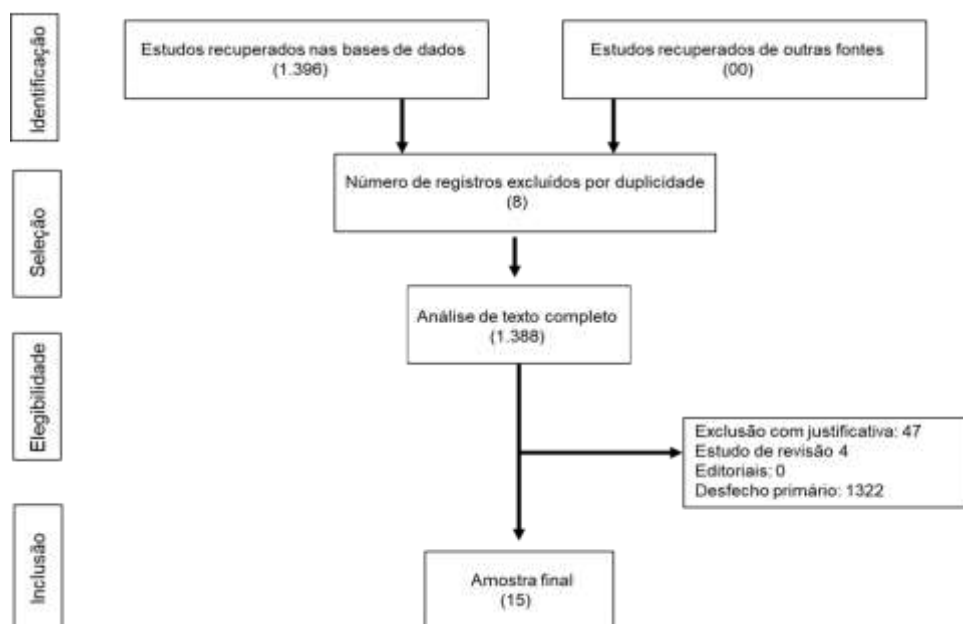 Identificação
Estudos recuperados nas bases de dados
(1.396)
Estudos recuperados de outras fontes
(00)
Seleção
Número de registros excluídos por duplicidade
(8)
Análise de texto completo
(1.388)
Elegibilidade
Exclusão com justificativa: 47
Estudo de revisão 4
Editoriais: 0
Desfecho primário: 1322
Inclusão
Amostra final
(15)